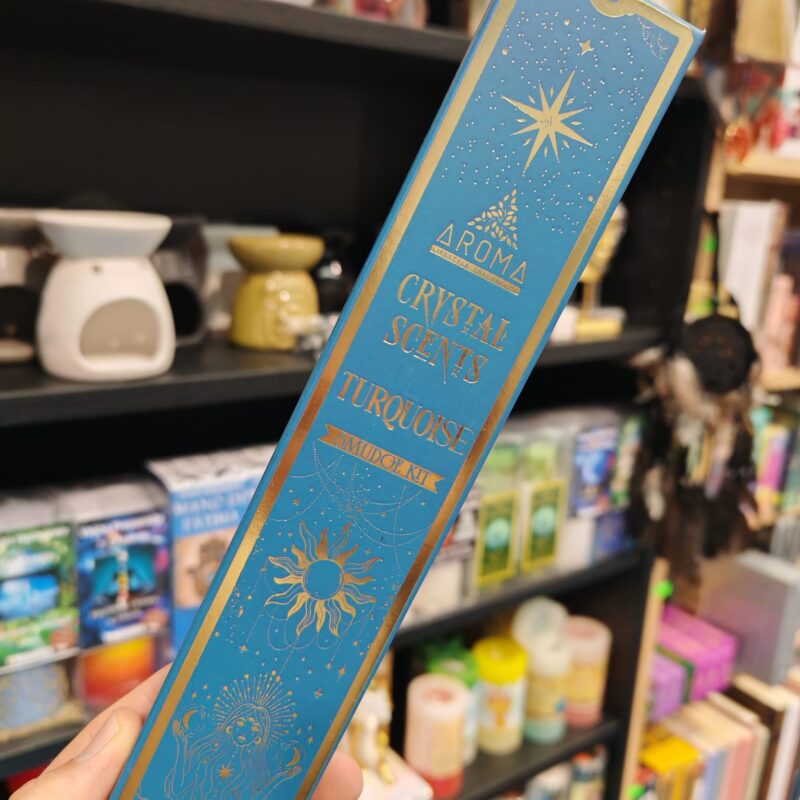 AROMA
CRYSTAL
SCENTS
TURQUOISE
SMUDGE KIT